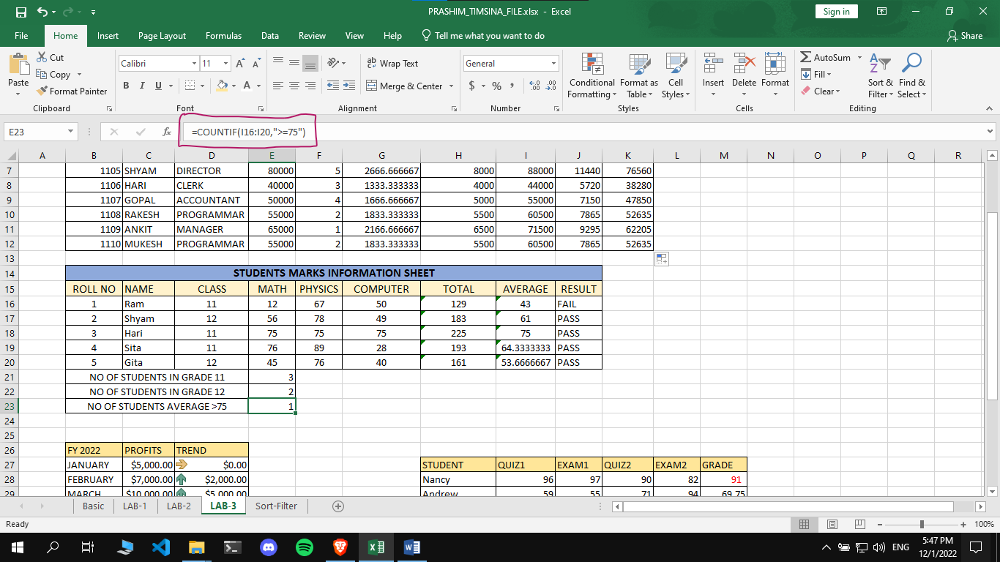 PRASHIM_TIMSINA_FILE.xlsx - Excel
Sign in
File Home Insert Page Layout Formulas Data Review View Help Tell me what you want to do Share
Paste Cut Copy Format Painter Clipboard
Calibri 11 A A B I U A Font
ab Wrap Text Merge & Center Alignment
General $ % , Number
Conditional Formatting Format as Table Cell Styles Styles
Insert Delete Format Cells
AutoSum Fill Clear Sort & Filter Find & Select Editing
E23 fx =COUNTIF(I16:I20,">=75")
A B C D E F G H I J K L M N O P Q R
7 1105 SHYAM DIRECTOR 80000 5 2666.666667 8000 88000 11440 76560
8 1106 HARI CLERK 40000 3 1333.333333 4000 44000 5720 38280
9 1107 GOPAL ACCOUNTANT 50000 4 1666.666667 5000 55000 7150 47850
10 1108 RAKESH PROGRAMMAR 55000 2 1833.333333 5500 60500 7865 52635
11 1109 ANKIT MANAGER 65000 1 2166.666667 6500 71500 9295 62205
12 1110 MUKESH PROGRAMMAR 55000 2 1833.333333 5500 60500 7865 52635
13
14 STUDENTS MARKS INFORMATION SHEET
15 ROLL NO NAME CLASS MATH PHYSICS COMPUTER TOTAL AVERAGE RESULT
16 1 Ram 11 12 67 50 129 43 FAIL
17 2 Shyam 12 56 78 49 183 61 PASS
18 3 Hari 11 75 75 75 225 75 PASS
19 4 Sita 11 76 89 28 193 64.3333333 PASS
20 5 Gita 12 45 76 40 161 53.6666667 PASS
21 NO OF STUDENTS IN GRADE 11 3
22 NO OF STUDENTS IN GRADE 12 2
23 NO OF STUDENTS AVERAGE >75 1
24
25
26 FY 2022 PROFITS TREND
27 JANUARY $5,000.00 $0.00 STUDENT QUIZ1 EXAM1 QUIZ2 EXAM2 GRADE
28 FEBRUARY $7,000.00 $2,000.00 Nancy 96 97 90 82 91
29 MARCH $10,000.00 $5,000.00 Andrew 59 55 71 94 69.75
Basic LAB-1 LAB-2 LAB-3 Sort-Filter
Ready 100%
ENG 5:47 PM
12/1/2022